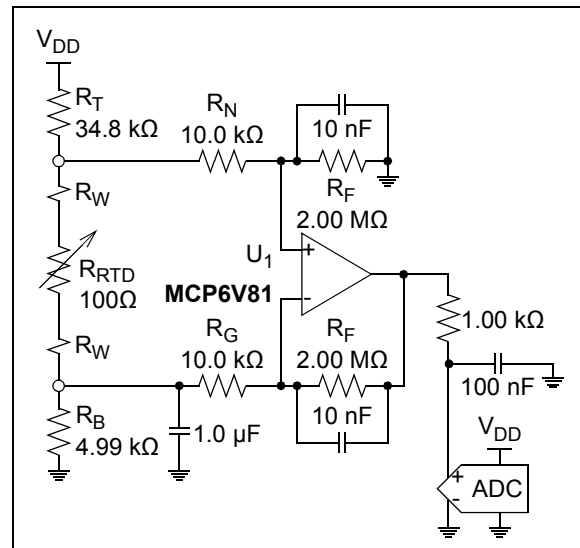 VDD
RT
34.8 kΩ
RN
10.0 kΩ
10 nF
RF
2.00 MΩ
RW
RRTD
100Ω
U1
+
-
MCP6V81
1.00 kΩ
RW
RG
10.0 kΩ
RF
2.00 MΩ
10 nF
100 nF
RB
4.99 kΩ
1.0 µF
VDD
+
-
ADC